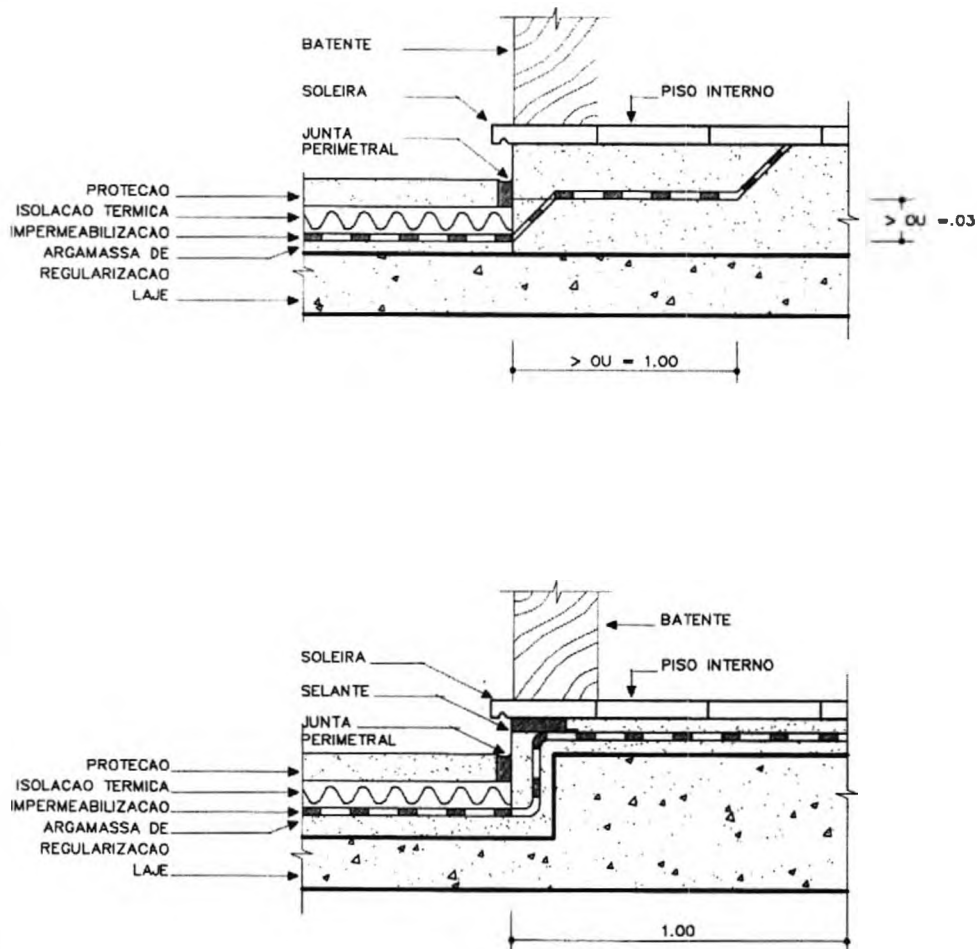 BATENTE
SOLEIRA
PISO INTERNO
JUNTA
PERIMETRAL
PROTECAO
ISOLACAO TERMICA
IMPERMEABILIZACAO
ARGAMASSA DE
REGULARIZACAO
LAJE
> OU =.03
> OU = 1.00
BATENTE
SOLEIRA
PISO INTERNO
SELANTE
JUNTA
PERIMETRAL
PROTECAO
ISOLACAO TERMICA
IMPERMEABILIZACAO
ARGAMASSA DE
REGULARIZACAO
LAJE
1.00